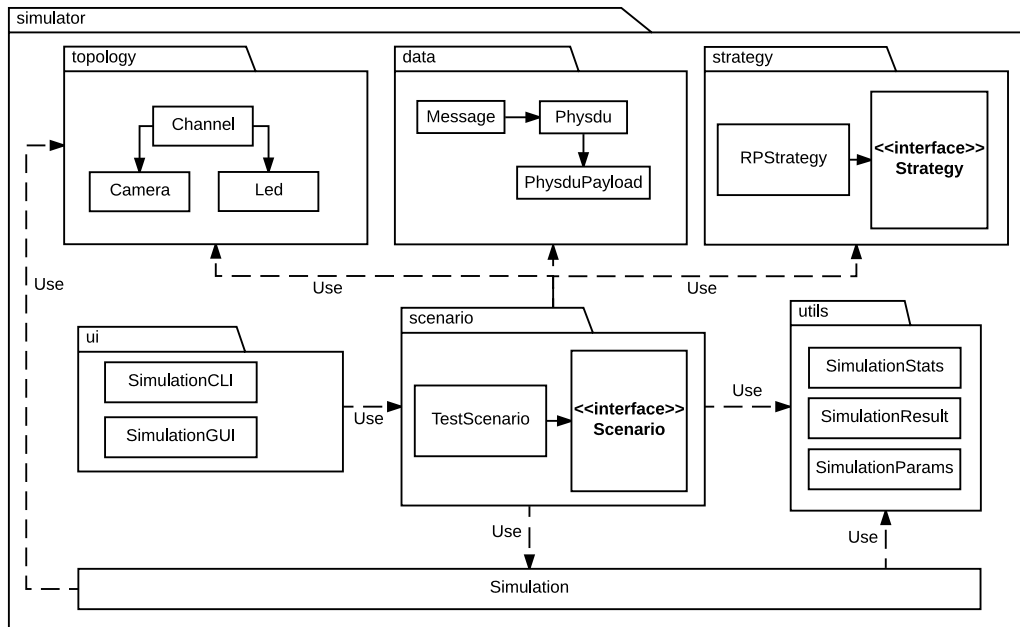 simulator
topology
data
strategy
Channel
Camera
Led
Message
Physdu
PhysduPayload
RPStrategy
<<interface>>
Strategy
Use
Use
Use
ui
SimulationCLI
SimulationGUI
Use
scenario
TestScenario
<<interface>>
Scenario
Use
utils
SimulationStats
SimulationResult
SimulationParams
Use
Use
Simulation